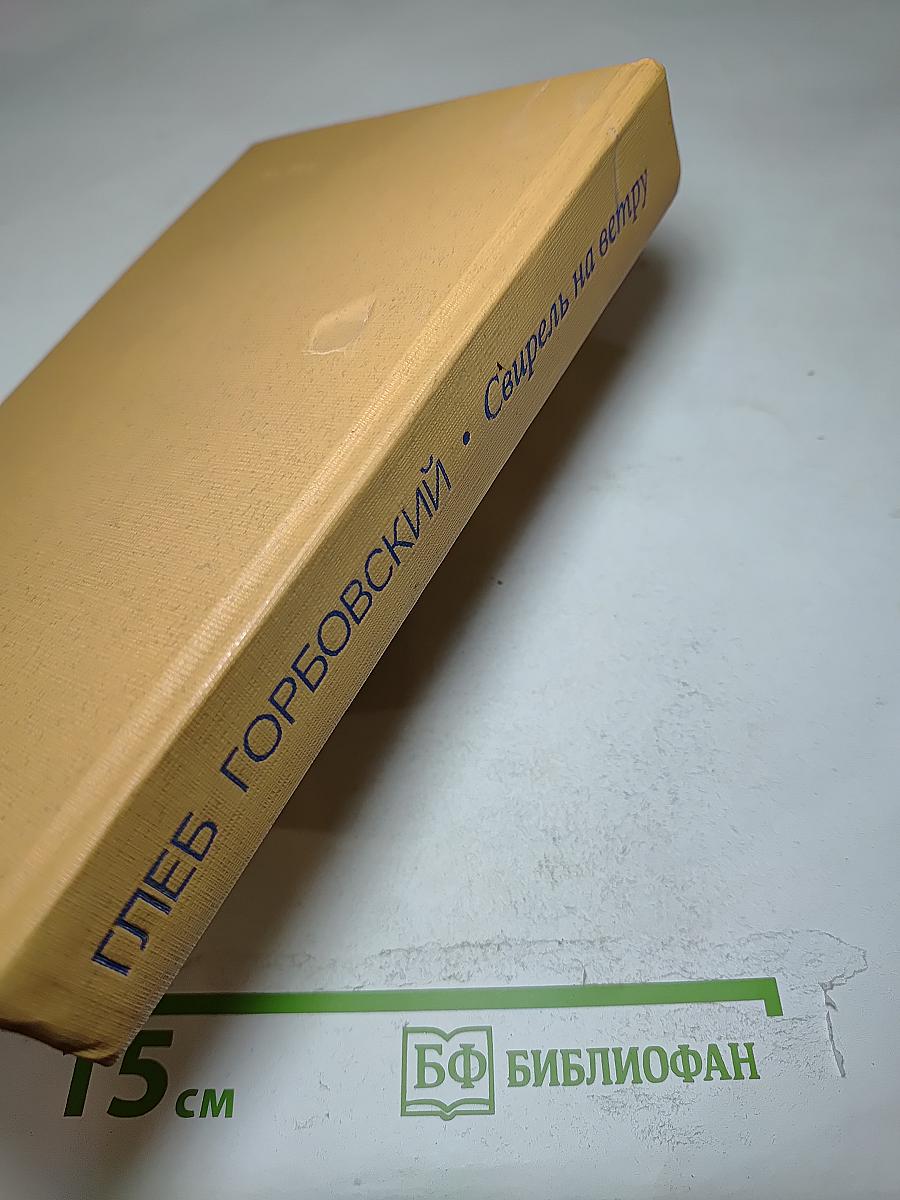 ГЛЕБ ГОРБОВСКИЙ • Свирель на ветру
15 см
БФ БИБЛИОФАН